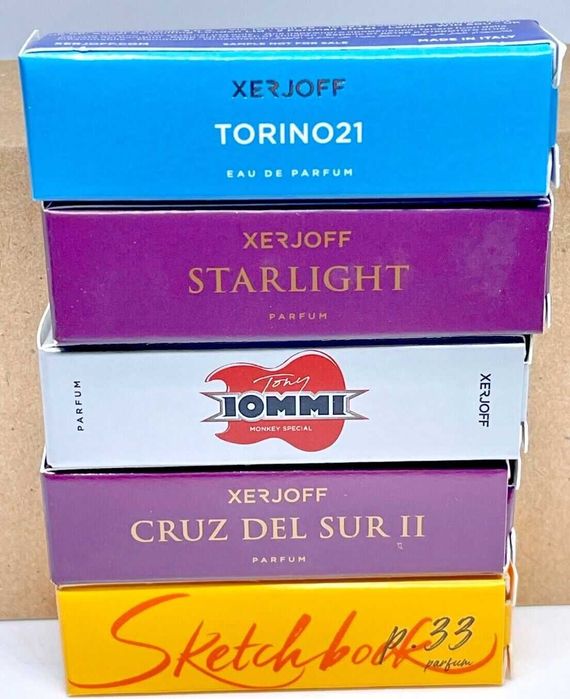 XERJOFF.COM SAMPLE NOT FOR SALE MADE IN ITALY
XERJOFF
TORINO21
EAU DE PARFUM
XERJOFF
STARLIGHT
PARFUM
PARFUM
Tony
IOMMI
MONKEY SPECIAL
XERJOFF
XERJOFF
CRUZ DEL SUR II
PARFUM
Sketchbook
p.33
parfum